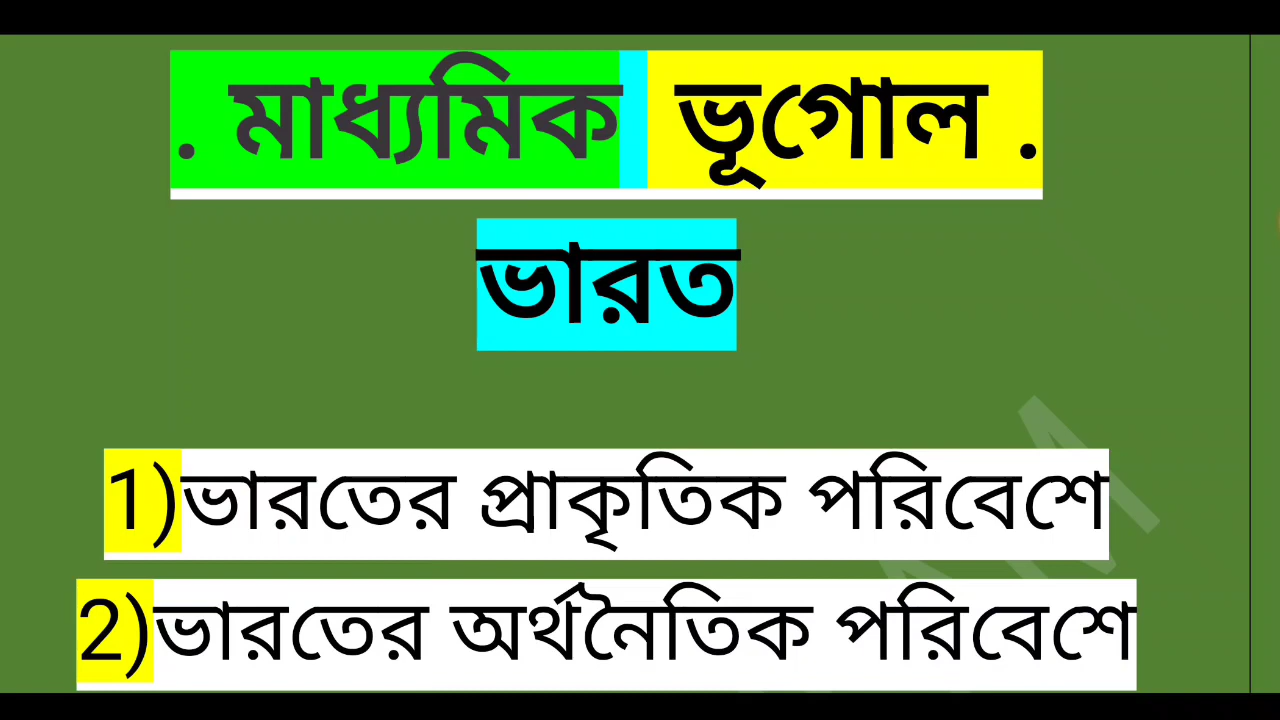 . মাধ্যমিক ভূগোল .
ভারত
1)ভারতের প্রাকৃতিক পরিবেশে
2)ভারতের অর্থনৈতিক পরিবেশে